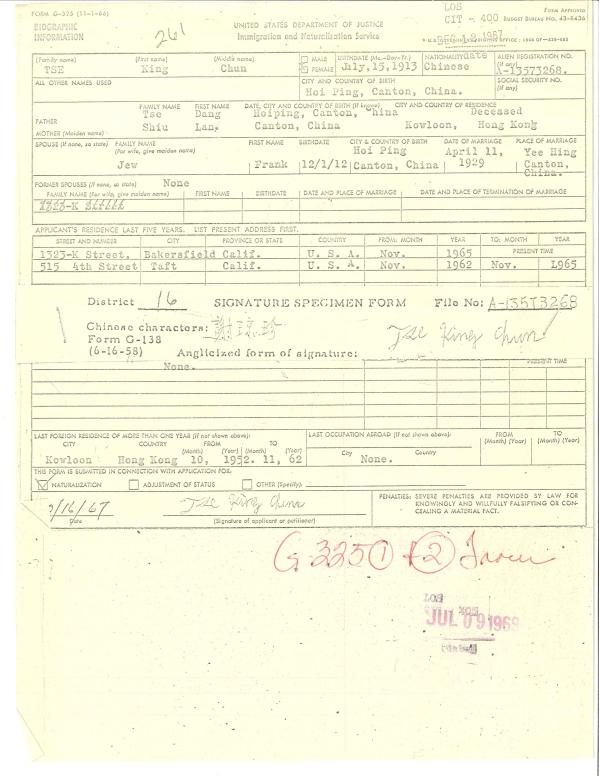 FORM G-325 (11-1-66)
BIOGRAPHIC
INFORMATION
261
UNITED STATES DEPARTMENT OF JUSTICE
Immigration and Naturalization Service
LOS
CIT - 400
FORM APPROVED
BUDGET BUREAU NO. 43-R436
(Family name) (First name) (Middle name)
TSE King Chun
MALE
FEMALE
BIRTHDATE (Mo.-Day-Yr.)
July, 15, 1913
NATIONALITY
Chinese
ALIEN REGISTRATION NO.
(If any)
A-13573268.
ALL OTHER NAMES USED
CITY AND COUNTRY OF BIRTH
Hoi Ping, Canton, China.
SOCIAL SECURITY NO.
(If any)
FAMILY NAME FIRST NAME DATE, CITY AND COUNTRY OF BIRTH (If known) CITY AND COUNTRY OF RESIDENCE
FATHER Tse Dang Hoiping, Canton, China Deceased
MOTHER (Maiden name) Shiu Lan, Canton, China Kowloon, Hong Kong
SPOUSE (If none, so state) FAMILY NAME (For wife, give maiden name) FIRST NAME BIRTHDATE CITY & COUNTRY OF BIRTH DATE OF MARRIAGE PLACE OF MARRIAGE
Jew Frank 12/1/12 Hoi Ping Canton, China April 11, 1929 Yee Hing Canton, China.
FORMER SPOUSES (If none, so state) None
FAMILY NAME (For wife, give maiden name) FIRST NAME BIRTHDATE DATE AND PLACE OF MARRIAGE DATE AND PLACE OF TERMINATION OF MARRIAGE
APPLICANT'S RESIDENCE LAST FIVE YEARS. LIST PRESENT ADDRESS FIRST.
STREET AND NUMBER CITY PROVINCE OR STATE COUNTRY FROM: MONTH YEAR TO: MONTH YEAR
1323-K Street, Bakersfield Calif. U. S. A. Nov. 1965 PRESENT TIME
515 4th Street Taft Calif. U. S. A. Nov. 1962 Nov. 1965
District 16 SIGNATURE SPECIMEN FORM File No: A-13573268
Chinese characters: 謝瓊珍
Form G-138
(6-16-58) Anglicized form of signature: Tse King Chun
None. PRESENT TIME
LAST FOREIGN RESIDENCE OF MORE THAN ONE YEAR (If not shown above):
CITY COUNTRY FROM (Month) (Year) TO (Month) (Year)
Kowloon Hong Kong 10, 1952. 11, 62
LAST OCCUPATION ABROAD (If not shown above):
City Country
None.
FROM (Month) (Year) TO (Month) (Year)
THIS FORM IS SUBMITTED IN CONNECTION WITH APPLICATION FOR:
NATURALIZATION ADJUSTMENT OF STATUS OTHER (Specify):
/16/67 Tse King Chun
Date (Signature of applicant or petitioner)
PENALTIES: SEVERE PENALTIES ARE PROVIDED BY LAW FOR KNOWINGLY AND WILLFULLY FALSIFYING OR CONCEALING A MATERIAL FACT.
G-325 1 & 2
LOS
JUL 09 1968